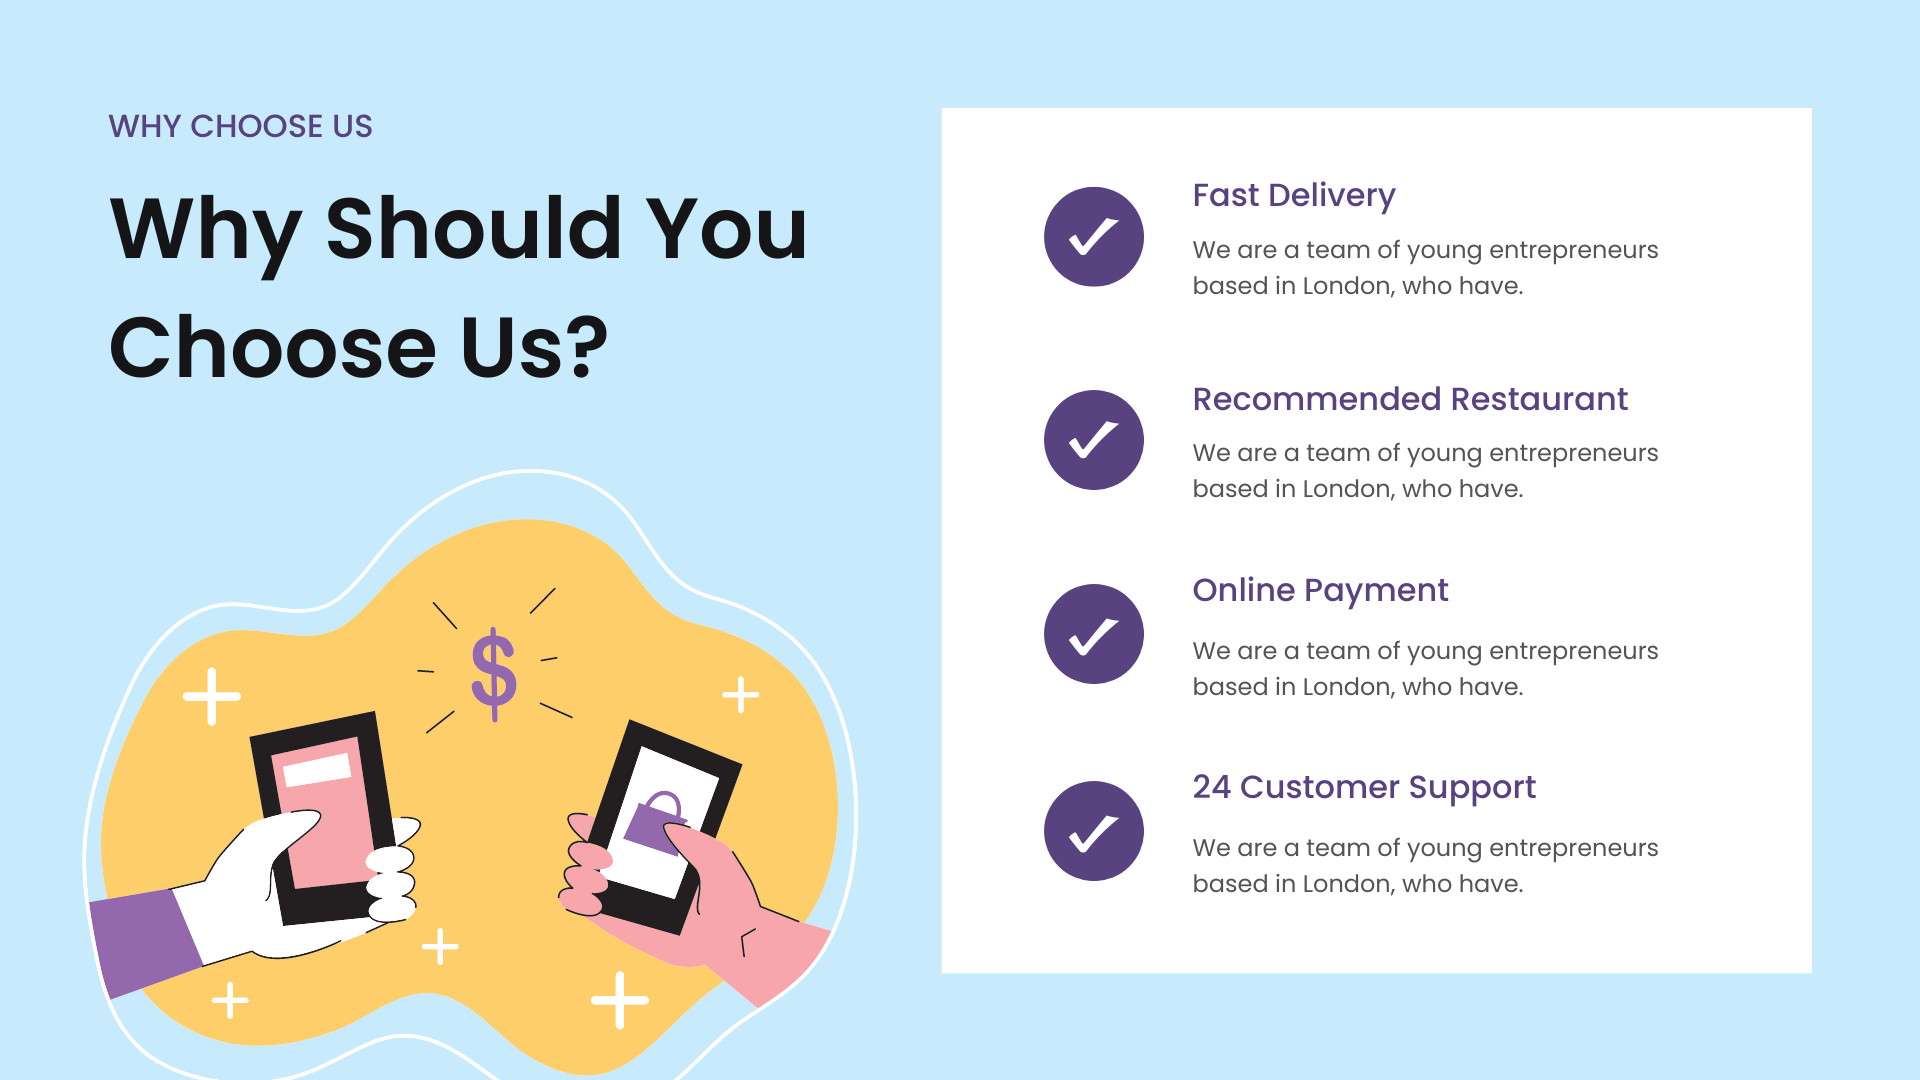 WHY CHOOSE US
Why Should You
Choose Us?
$
Fast Delivery
We are a team of young entrepreneurs
based in London, who have.
Recommended Restaurant
We are a team of young entrepreneurs
based in London, who have.
Online Payment
We are a team of young entrepreneurs
based in London, who have.
24 Customer Support
We are a team of young entrepreneurs
based in London, who have.